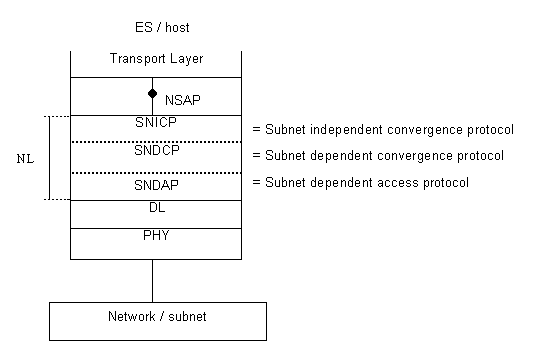 ES / host
Transport Layer
NSAP
SNICP = Subnet independent convergence protocol
SNDCP = Subnet dependent convergence protocol
NL
SNDAP = Subnet dependent access protocol
DL
PHY
Network / subnet